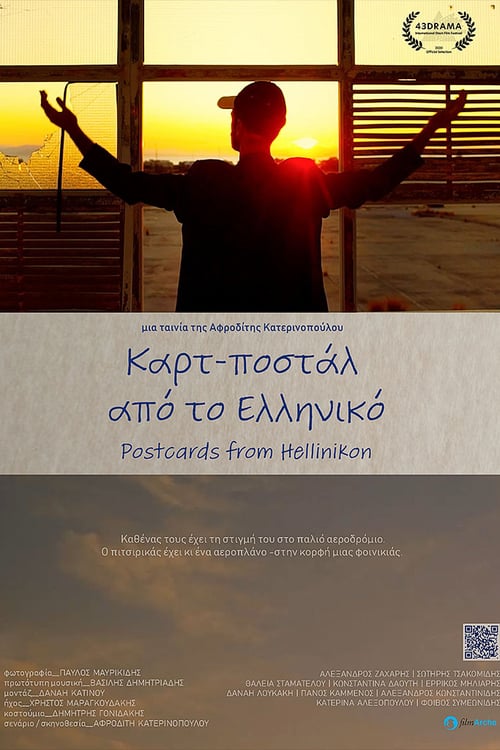 43DRAMA
International Short Film Festival
2020
Official Selection
μια ταινία της Αφροδίτης Κατερινοπούλου
Καρτ-ποστάλ
από το Ελληνικό
Postcards from Hellinikon
Καθένας τους έχει τη στιγμή του στο παλιό αεροδρόμιο.
Ο πιτσιρικάς έχει κι ένα αεροπλάνο -στην κορφή μιας φοινικιάς.
φωτογραφία__ΠΑΥΛΟΣ ΜΑΥΡΙΚΙΔΗΣ
πρωτότυπη μουσική__ΒΑΣΙΛΗΣ ΔΗΜΗΤΡΙΑΔΗΣ
μοντάζ__ΔΑΝΑΗ ΚΑΤΙΝΟΥ
ήχος__ΧΡΗΣΤΟΣ ΜΑΡΑΓΚΟΥΔΑΚΗΣ
κοστούμια__ΔΗΜΗΤΡΗΣ ΓΟΝΙΔΑΚΗΣ
σενάριο / σκηνοθεσία__ΑΦΡΟΔΙΤΗ ΚΑΤΕΡΙΝΟΠΟΥΛΟΥ
ΑΛΕΞΑΝΔΡΟΣ ΖΑΧΑΡΗΣ | ΣΩΤΗΡΗΣ ΤΣΑΚΟΜΙΔΗΣ
ΘΑΛΕΙΑ ΣΤΑΜΑΤΕΛΟΥ | ΚΩΝΣΤΑΝΤΙΝΑ ΛΑΟΥΤΗ | ΕΡΡΙΚΟΣ ΜΗΛΙΑΡΗΣ
ΔΑΝΑΗ ΛΟΥΚΑΚΗ | ΠΑΝΟΣ ΚΑΜΜΕΝΟΣ | ΑΛΕΞΑΝΔΡΟΣ ΚΩΝΣΤΑΝΤΙΝΙΔΗΣ
ΚΑΤΕΡΙΝΑ ΑΛΕΞΟΠΟΥΛΟΥ | ΦΟΙΒΟΣ ΣΥΜΕΩΝΙΔΗΣ
filmArche